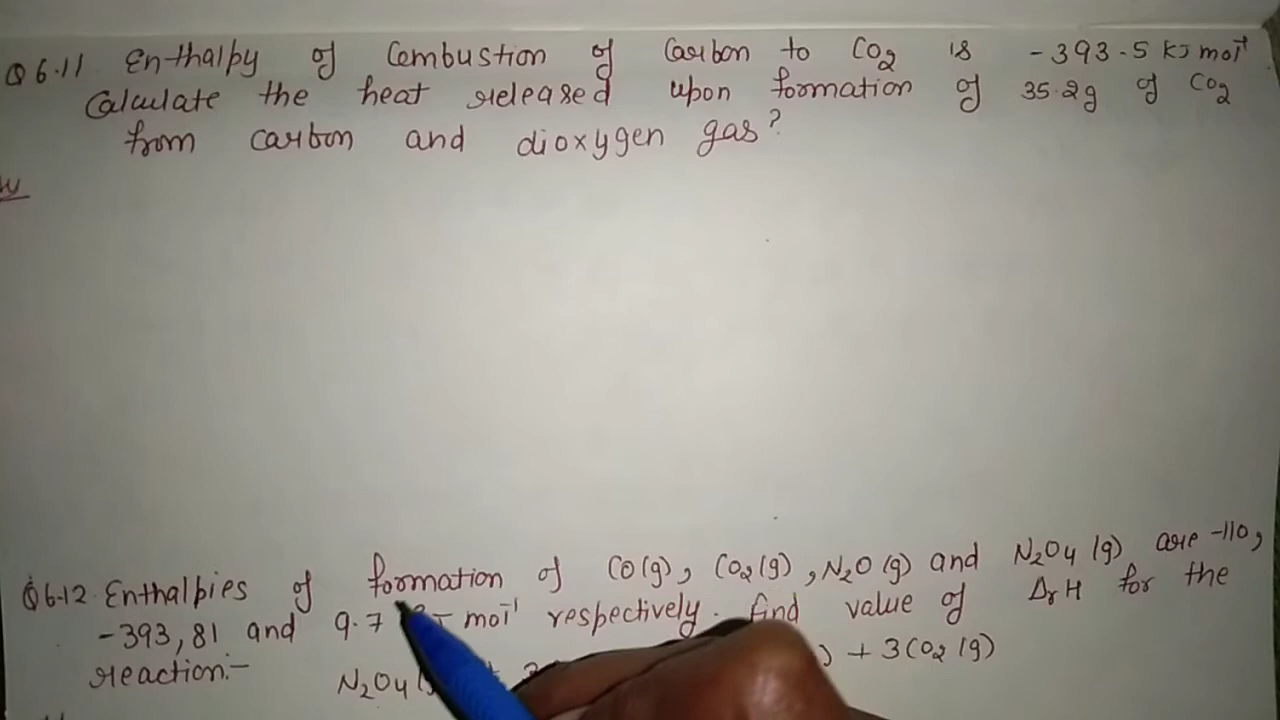 Q 6.11 Enthalpy of Combustion of Carbon to CO2 is -393.5 KJ mol-1
Calculate the heat released upon formation of 35.2g of CO2
from carbon and dioxygen gas?
Q6.12. Enthalpies of formation of CO(g), CO2(g), N2O(g) and N2O4(g) are -110,
-393, 81 and 9.7 mol-1 respectively. find value of ΔrH for the
reaction:- N2O4(g) + 3CO2(g)